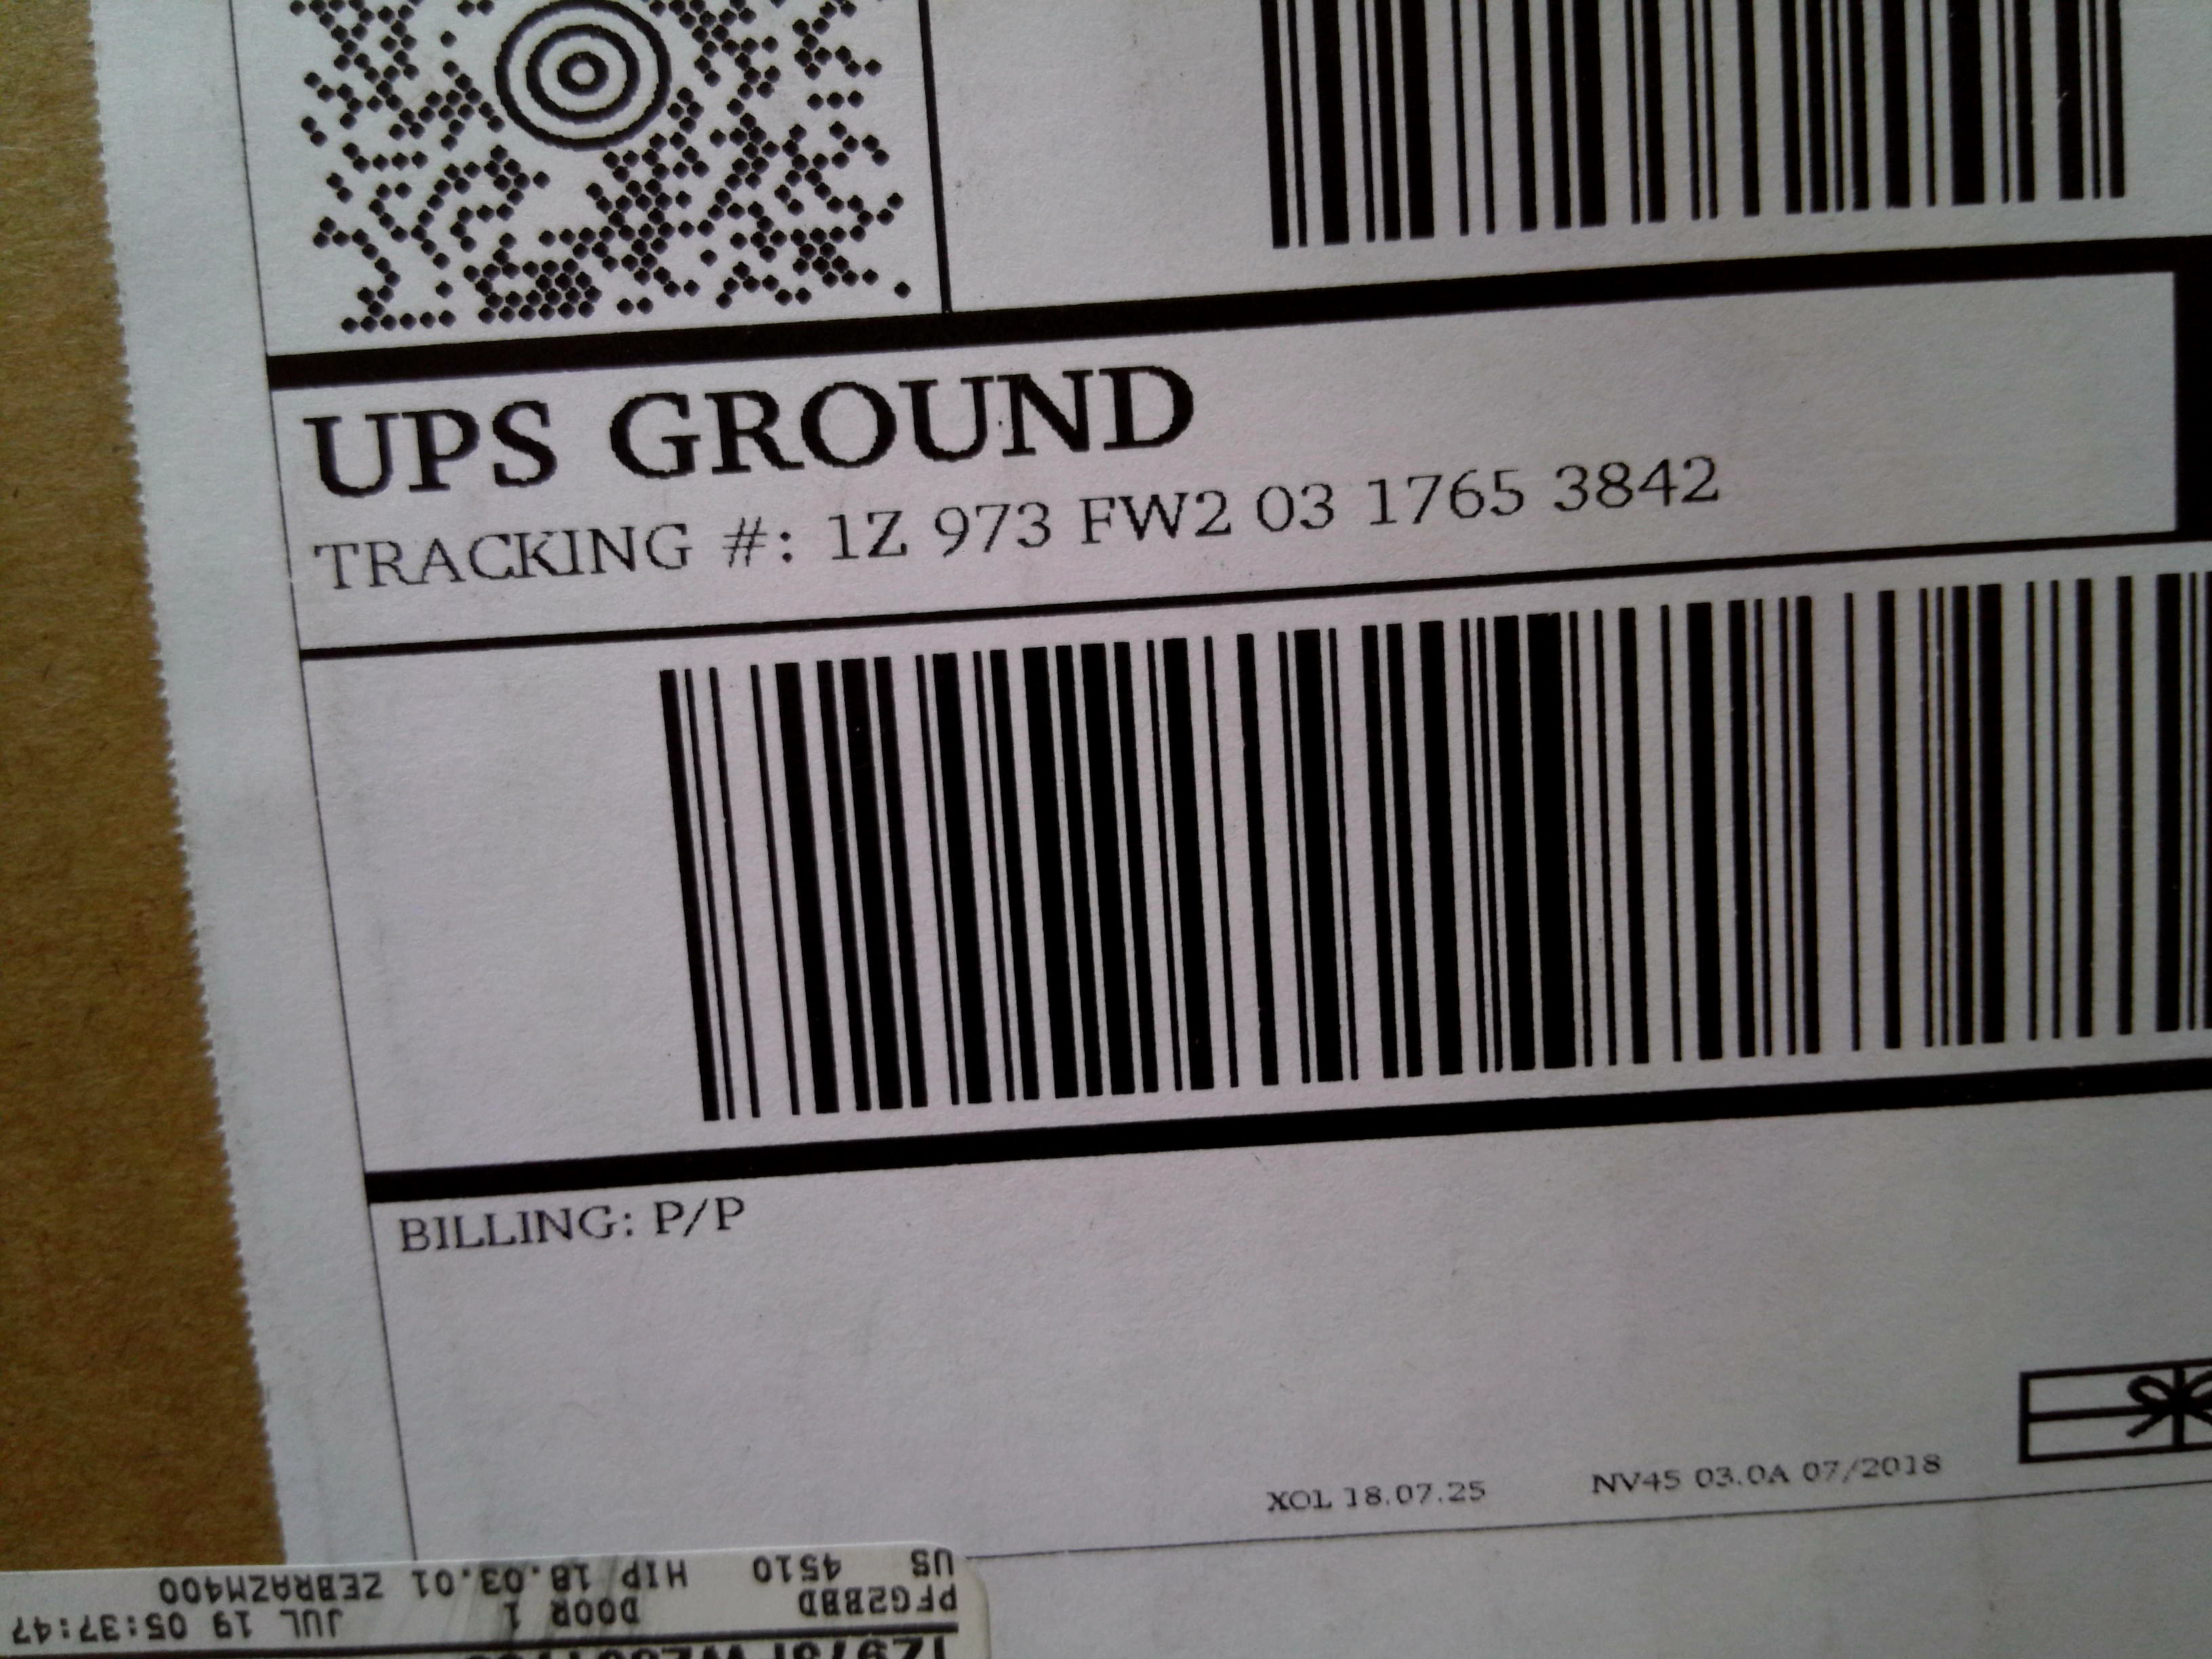 UPS GROUND
TRACKING #: 1Z 973 FW2 03 1765 3842
BILLING: P/P
XOL 18.07.25 NV45 03.0A 07/2018
US 4510 HIP 18.03.01 ZEBRAZM400
PFG2BBD DOOR 1 JUL 19 05:37:47